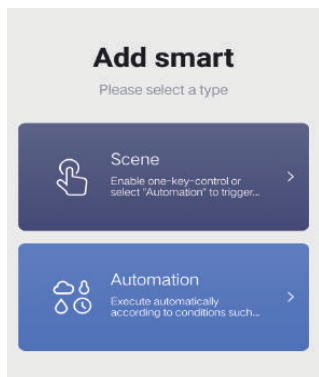 Add smart
Please select a type
Scene
Enable one-key-control or
select "Automation" to trigger...
Automation
Execute automatically
according to conditions such...